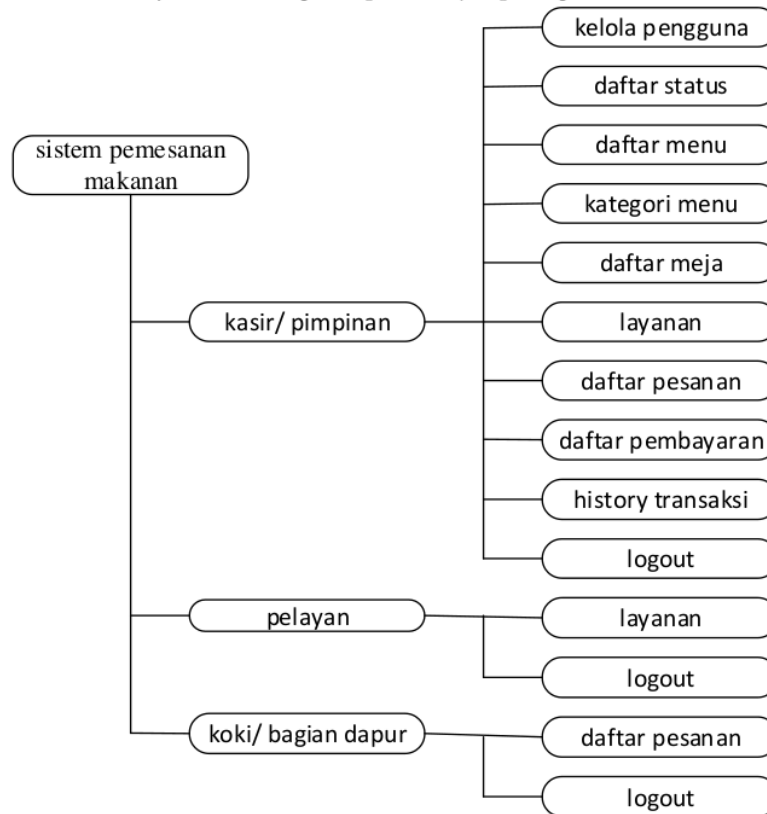 kelola pengguna
daftar status
sistem pemesanan
makanan
daftar menu
kategori menu
daftar meja
kasir/ pimpinan
layanan
daftar pesanan
daftar pembayaran
history transaksi
logout
pelayan
layanan
logout
koki/ bagian dapur
daftar pesanan
logout